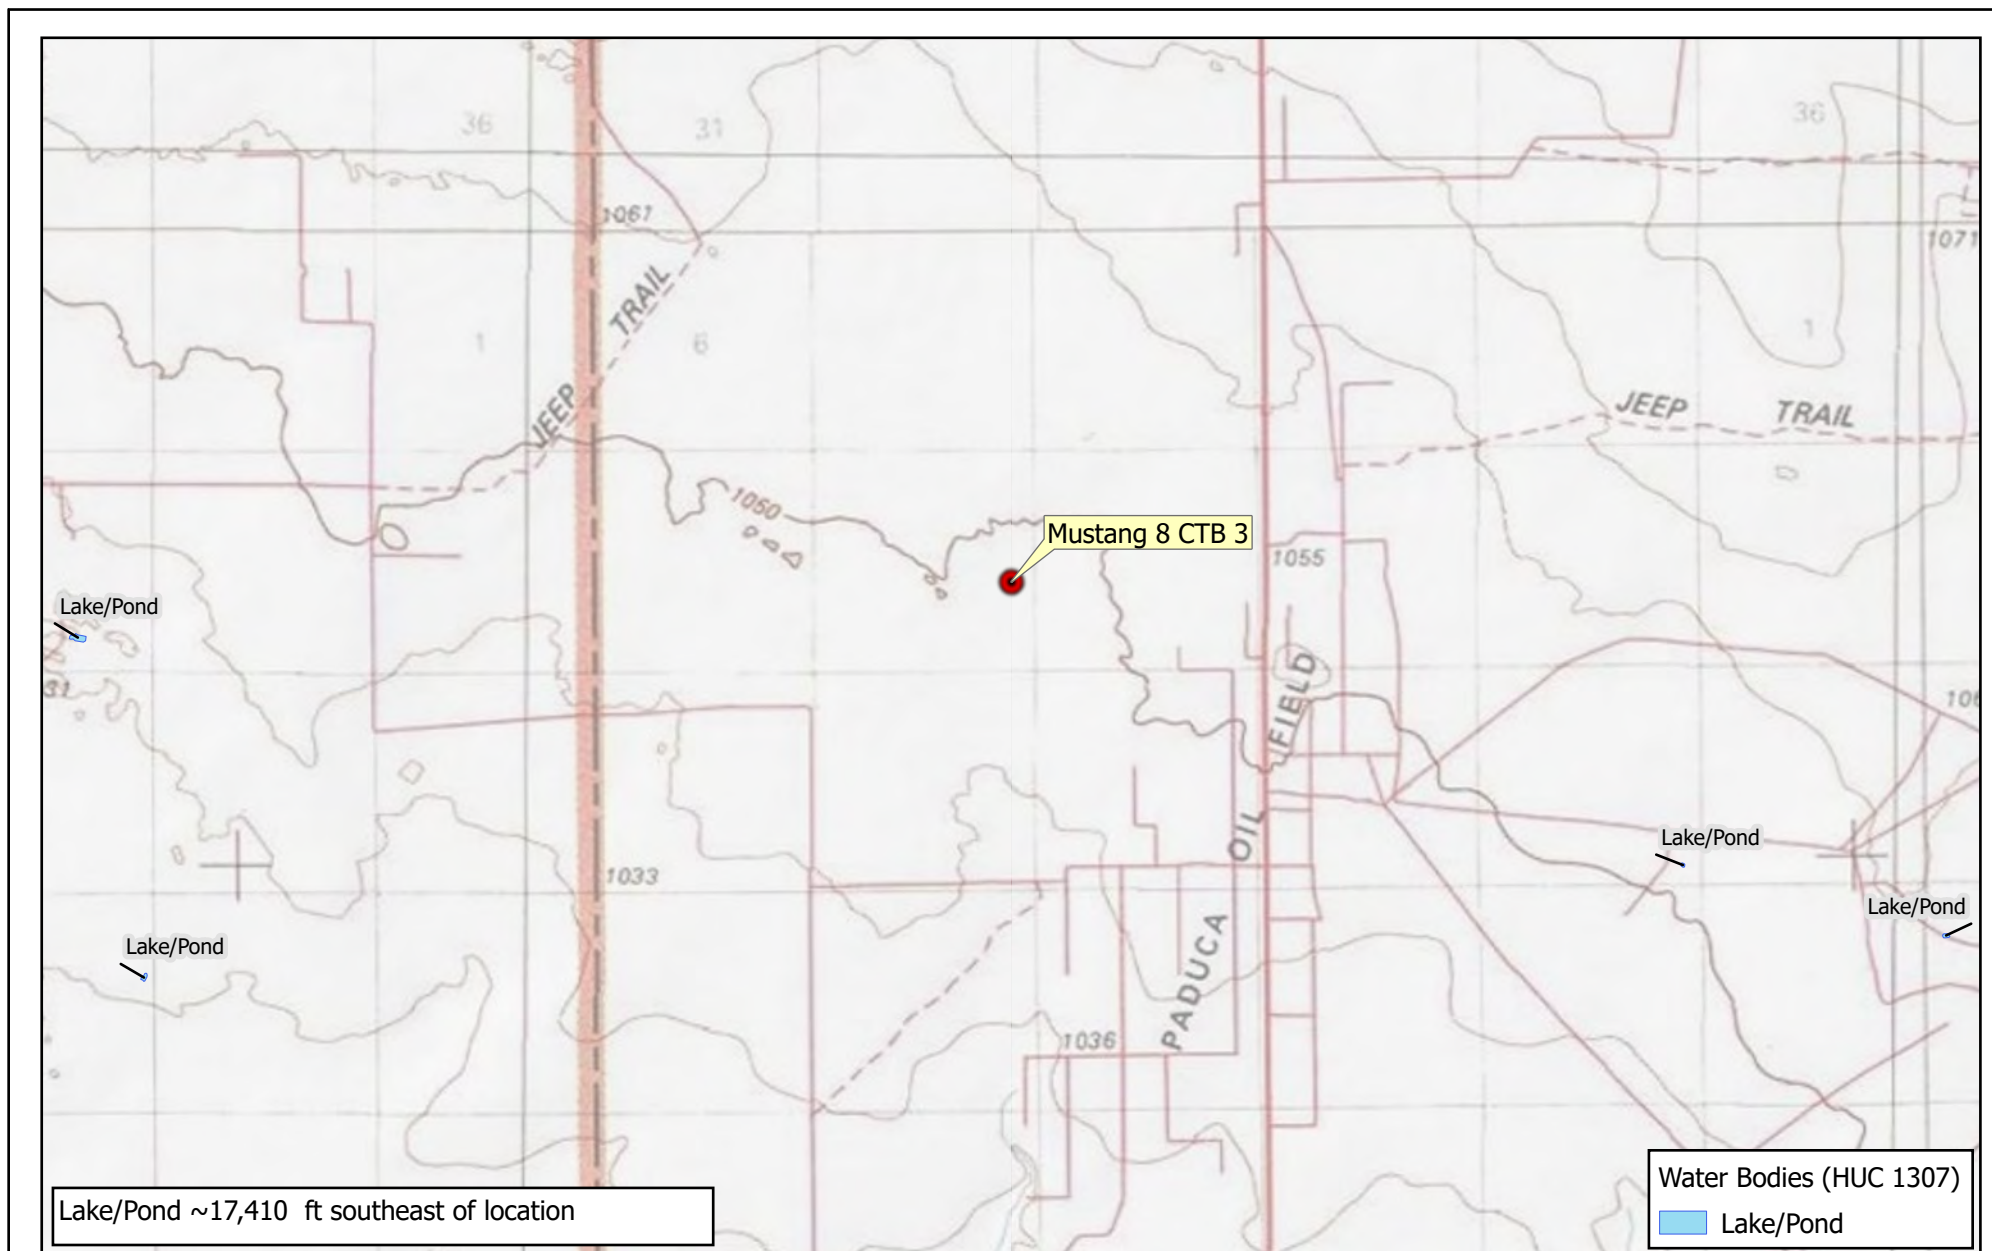 36
31
36
1061
1071
JEEP TRAIL
1
6
1
JEEP TRAIL
1050
Mustang 8 CTB 3
1055
Lake/Pond
31
106
PADUCA OIL FIELD
Lake/Pond
1033
Lake/Pond
Lake/Pond
1036
Water Bodies (HUC 1307)
Lake/Pond
Lake/Pond ~17,410 ft southeast of location